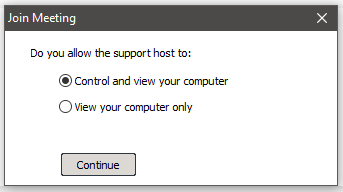 Join Meeting
Do you allow the support host to:
Control and view your computer
View your computer only
Continue